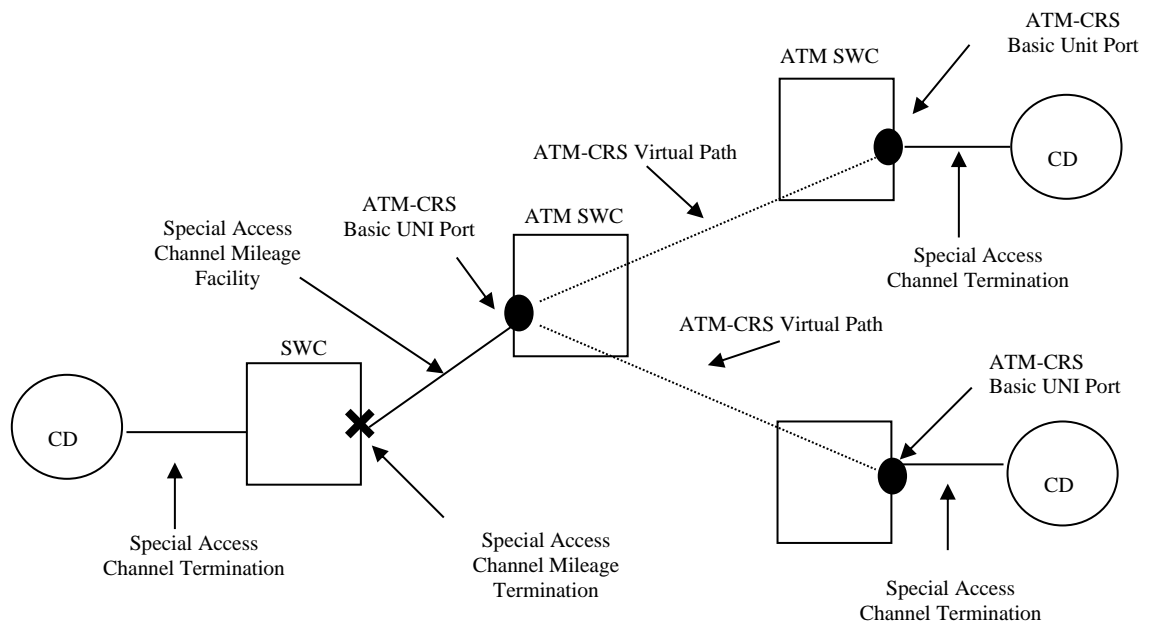 ATM-CRS
Basic Unit Port
ATM SWC
CD
ATM-CRS Virtual Path
Special Access
Channel Termination
ATM-CRS
Basic UNI Port
ATM SWC
Special Access
Channel Mileage
Facility
ATM-CRS Virtual Path
SWC
CD
ATM-CRS
Basic UNI Port
CD
Special Access
Channel Termination
Special Access
Channel Mileage
Termination
Special Access
Channel Termination